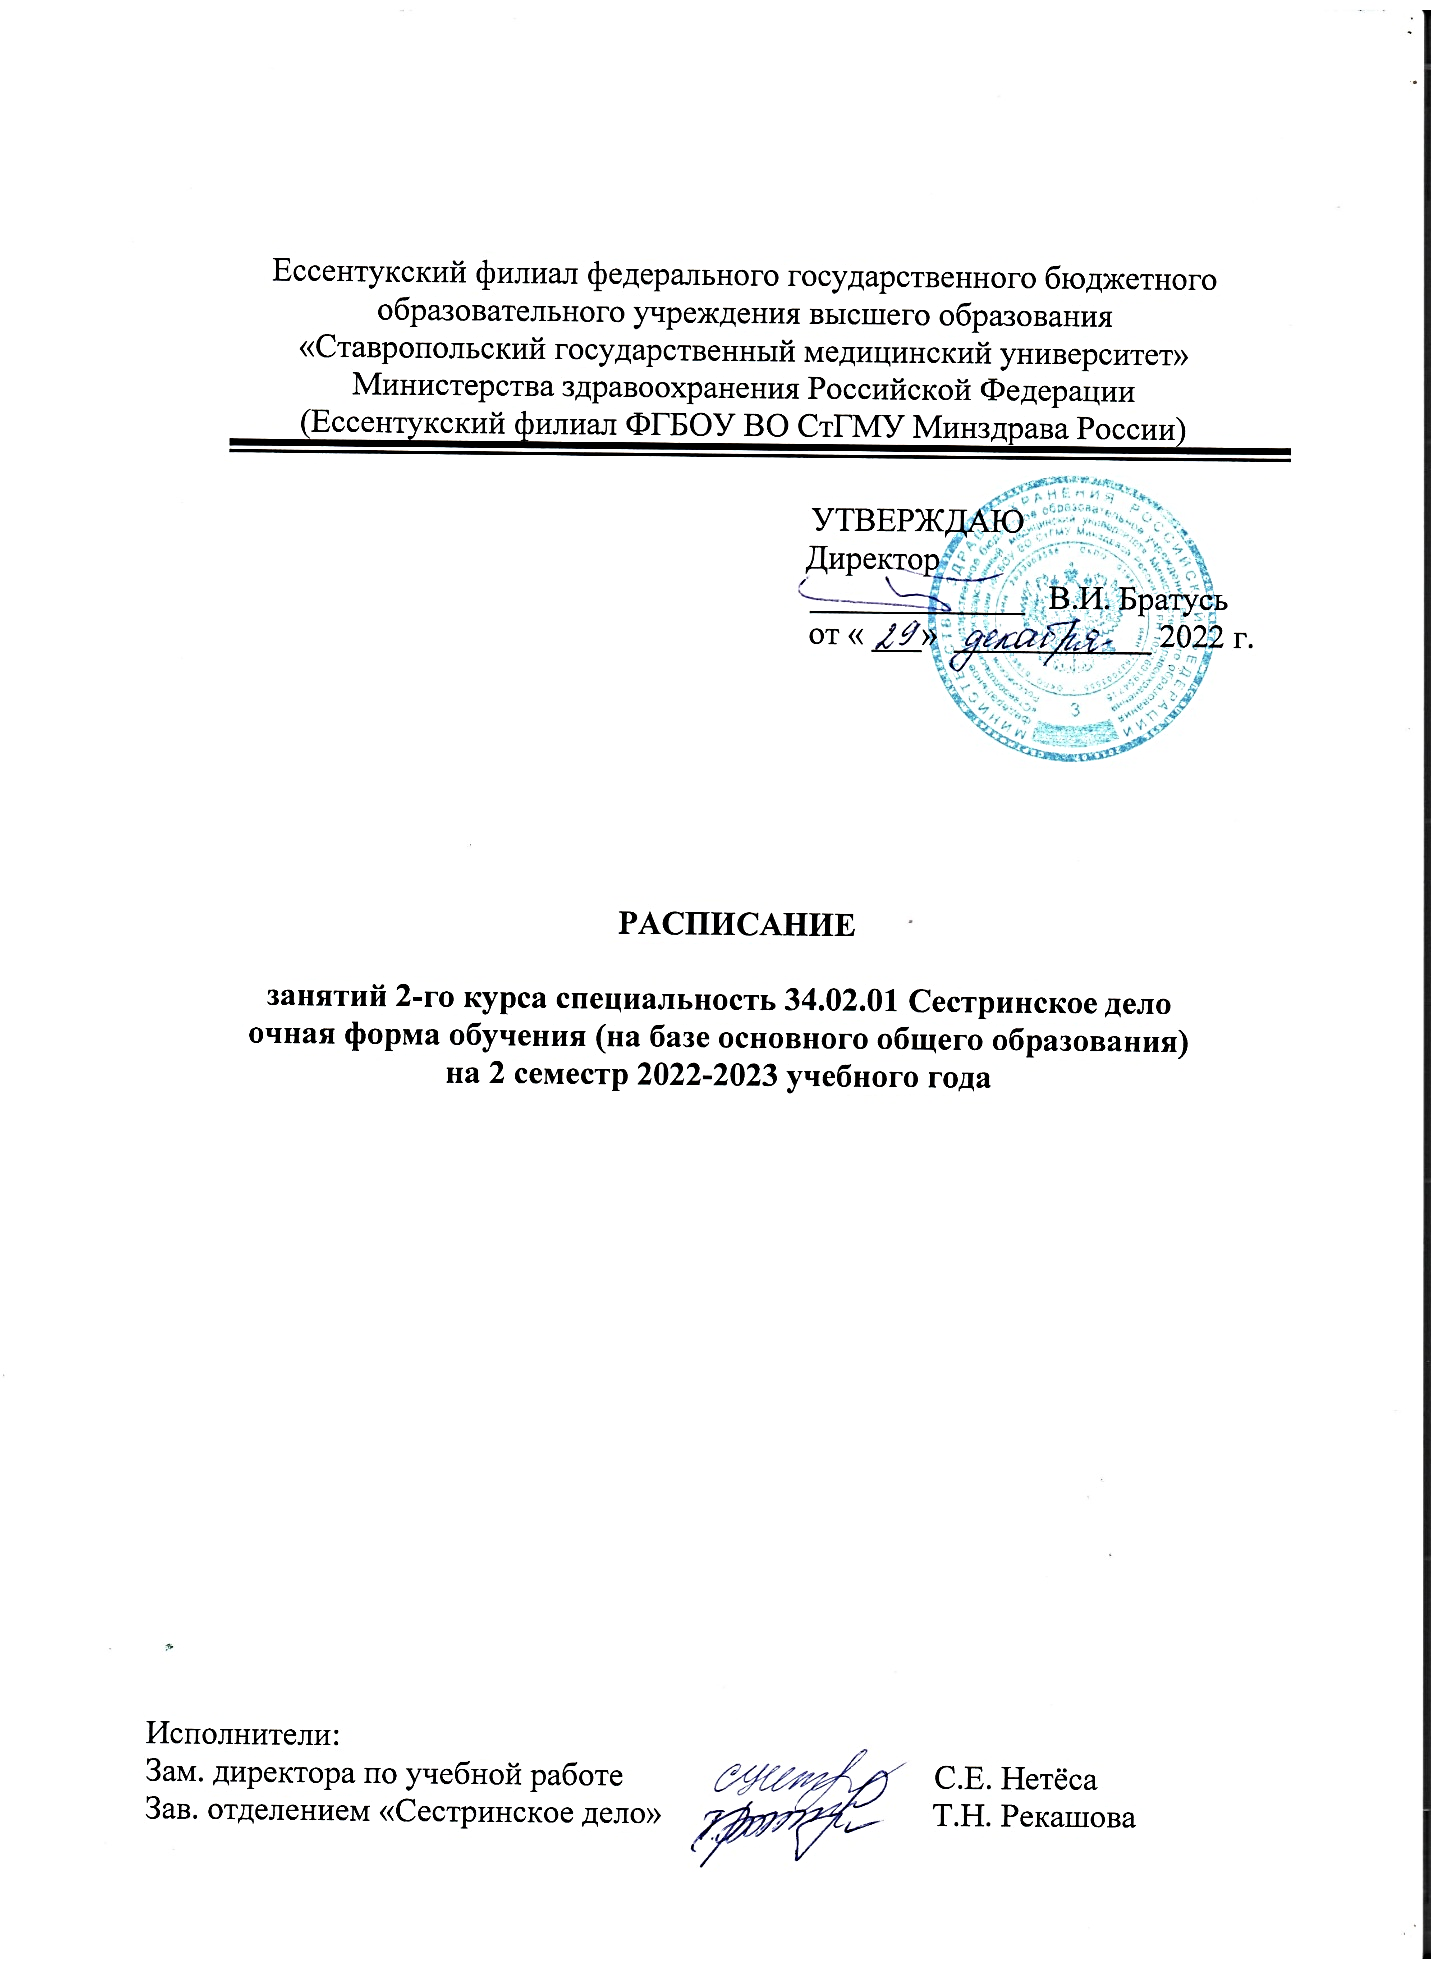 Ессентукский филиал федерального государственного бюджетного
образовательного учреждения высшего образования
«Ставропольский государственный медицинский университет»
Министерства здравоохранения Российской Федерации
(Ессентукский филиал ФГБОУ ВО СтГМУ Минздрава России)
УТВЕРЖДАЮ
Директор
В.И. Братусь
от « 29 » декабря 2022 г.
РАСПИСАНИЕ
занятий 2-го курса специальность 34.02.01 Сестринское дело
очная форма обучения (на базе основного общего образования)
на 2 семестр 2022-2023 учебного года
Исполнители:
Зам. директора по учебной работе С.Е. Нетёса
Зав. отделением «Сестринское дело» Т.Н. Рекашова